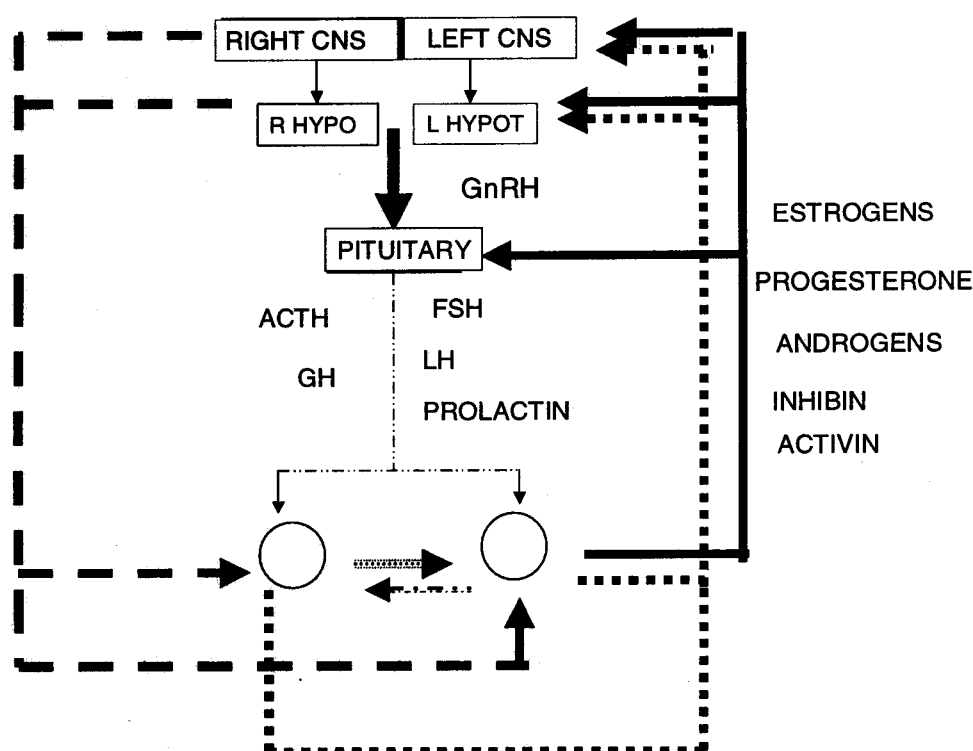 RIGHT CNS
LEFT CNS
R HYPO
L HYPOT
GnRH
PITUITARY
ACTH
FSH
GH
LH
PROLACTIN
ESTROGENS
PROGESTERONE
ANDROGENS
INHIBIN
ACTIVIN